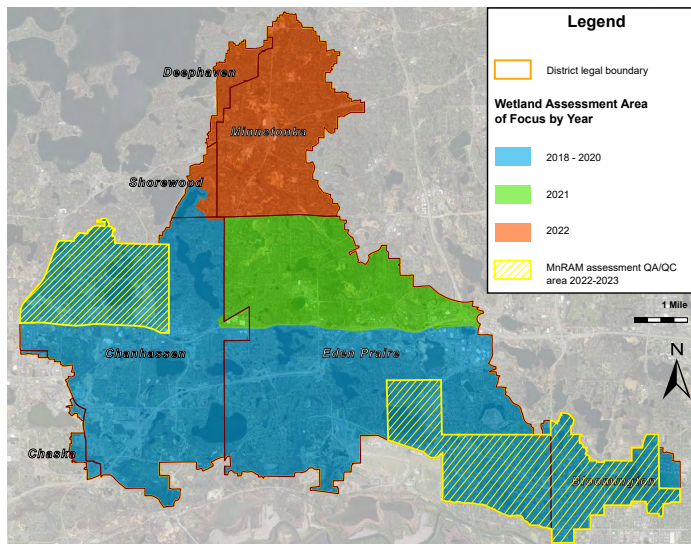 Legend
District legal boundary
Wetland Assessment Area
of Focus by Year
2018 - 2020
2021
2022
MnRAM assessment QA/QC
area 2022-2023
1 Mile
N
Deephaven
Minnetonka
Shorewood
Chanhassen
Eden Praire
Chaska
Bloomington